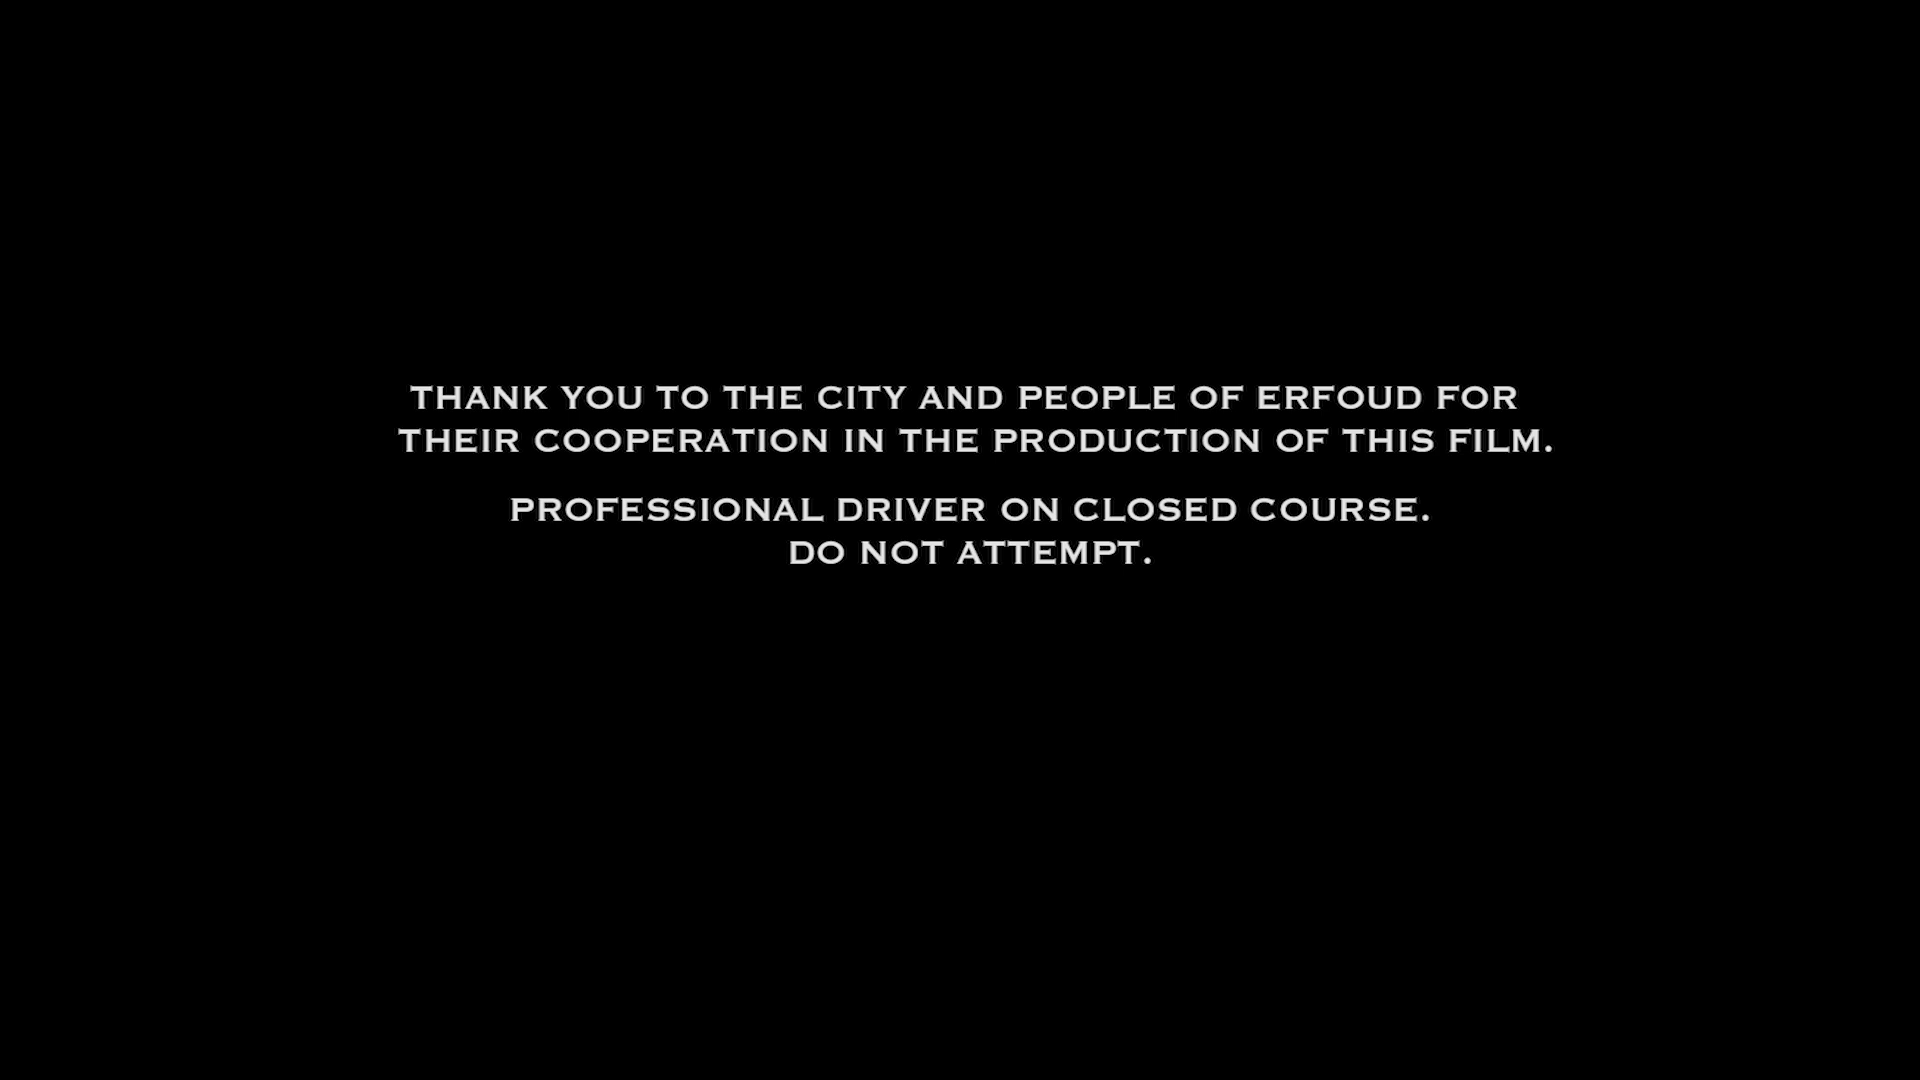 THANK YOU TO THE CITY AND PEOPLE OF ERFOUD FOR
THEIR COOPERATION IN THE PRODUCTION OF THIS FILM.
PROFESSIONAL DRIVER ON CLOSED COURSE.
DO NOT ATTEMPT.